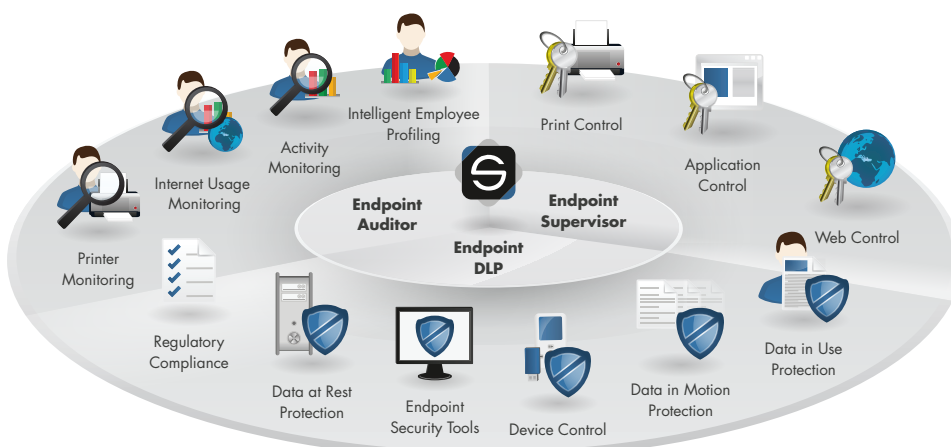 Intelligent Employee
Profiling
Print Control
Activity
Monitoring
Application
Control
Internet Usage
Monitoring
Endpoint
Auditor
Endpoint
Supervisor
Endpoint
DLP
Web Control
Printer
Monitoring
Regulatory
Compliance
Data at Rest
Protection
Endpoint
Security Tools
Device Control
Data in Motion
Protection
Data in Use
Protection